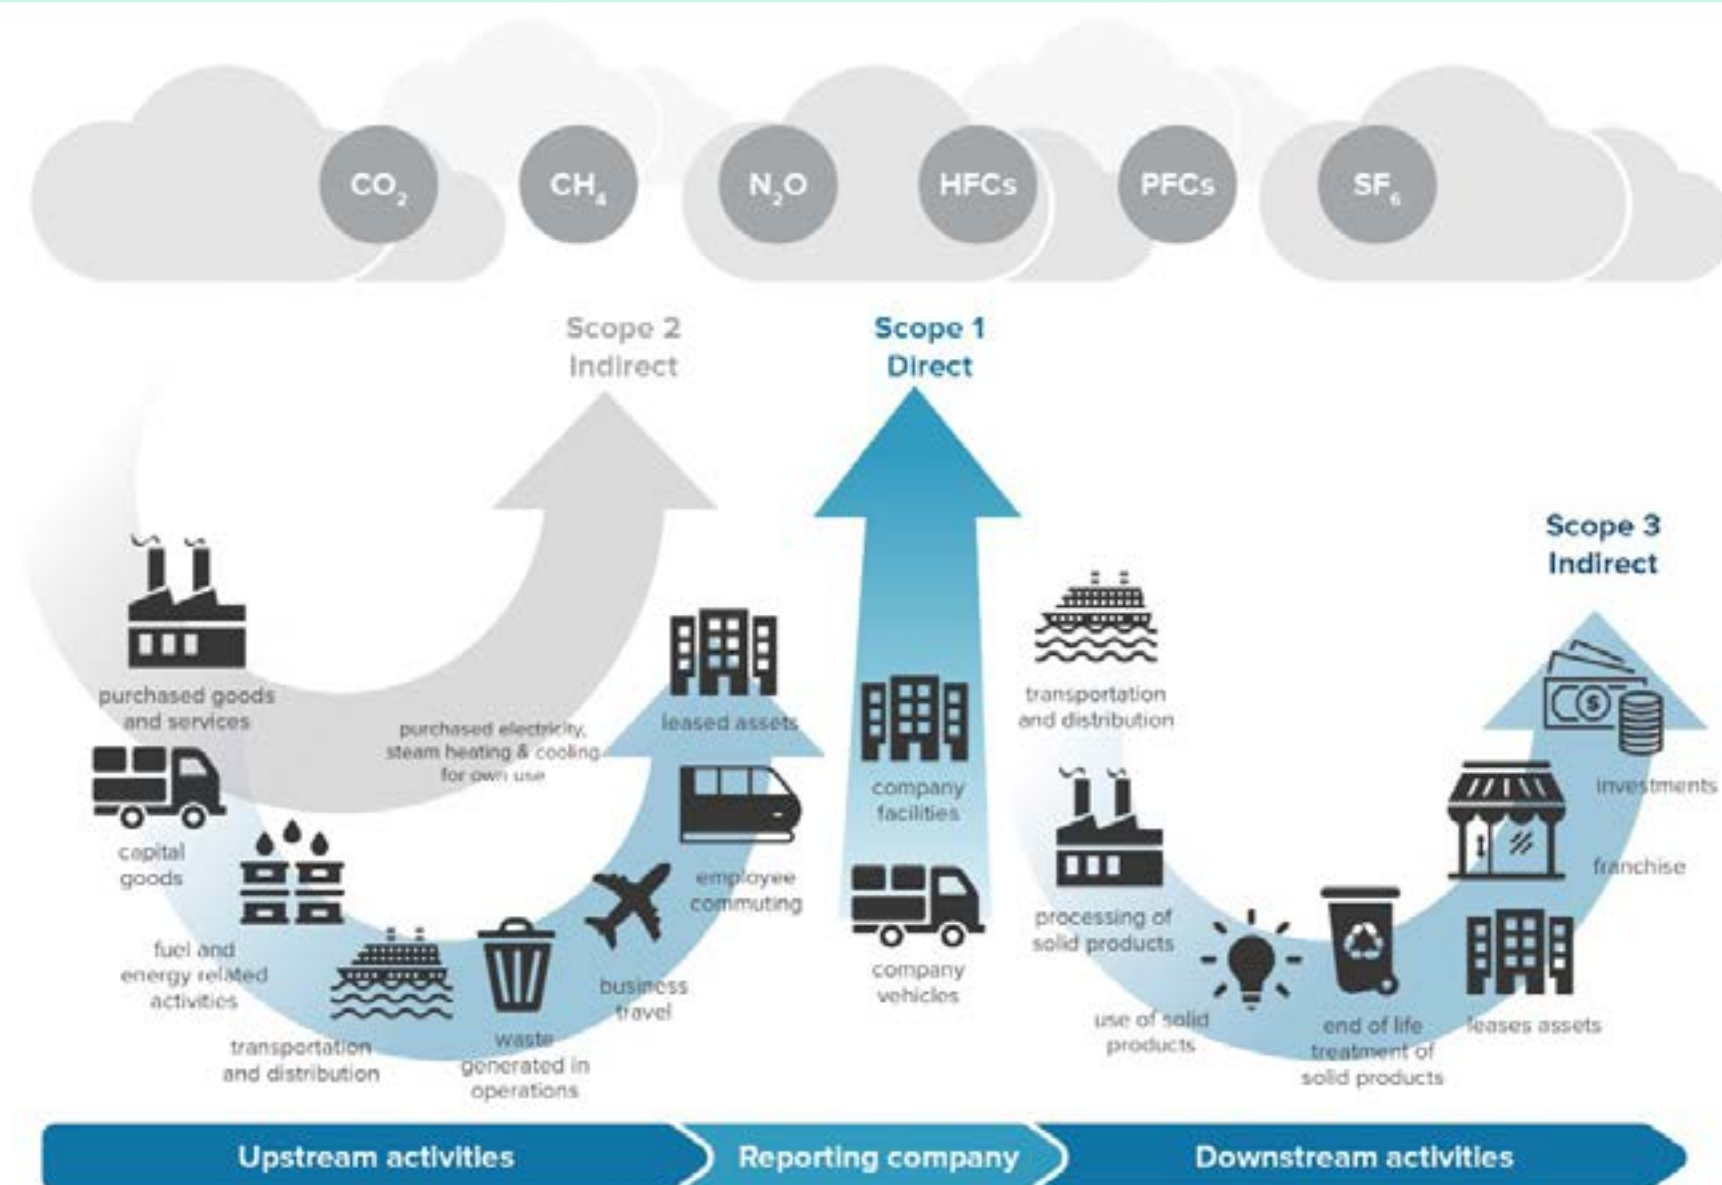 CO₂
CH₄
N₂O
HFCs
PFCs
SF₆
Scope 2
Indirect
Scope 1
Direct
Scope 3
Indirect
purchased goods
and services
capital
goods
fuel and
energy related
activities
transportation
and distribution
waste
generated in
operations
business
travel
employee
commuting
leased assets
purchased electricity,
steam heating & cooling
for own use
company
facilities
company
vehicles
transportation
and distribution
processing of
solid products
use of solid
products
end of life
treatment of
solid products
leases assets
franchise
investments
Upstream activities
Reporting company
Downstream activities